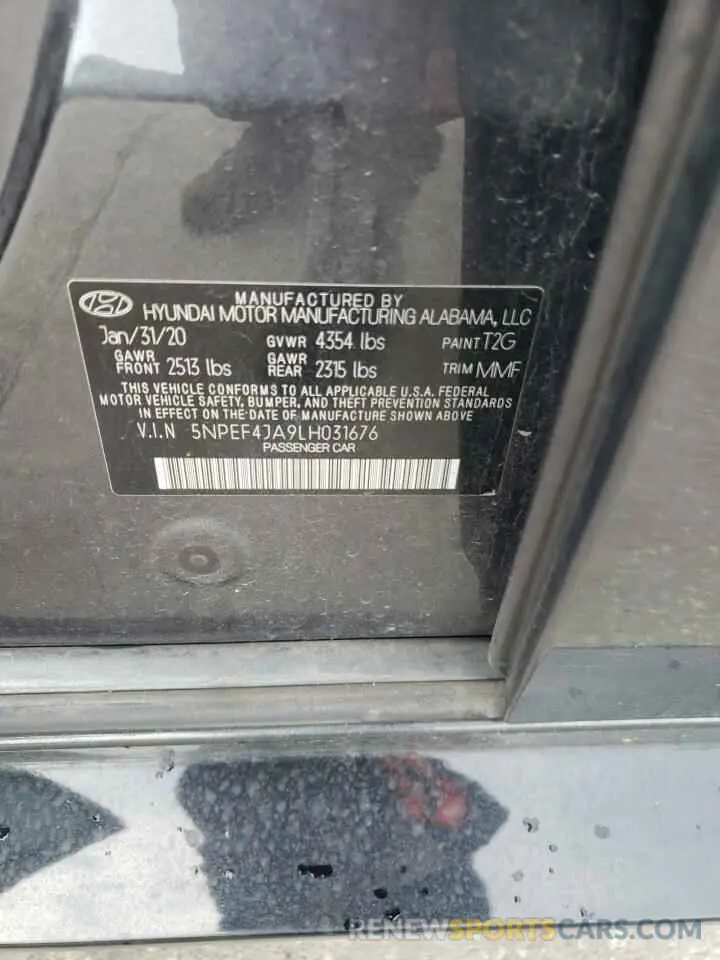 MANUFACTURED BY
HYUNDAI MOTOR MANUFACTURING ALABAMA, LLC
Jan/31/20 GVWR 4354 lbs PAINT T2G
GAWR FRONT 2513 lbs GAWR REAR 2315 lbs TRIM MMF
THIS VEHICLE CONFORMS TO ALL APPLICABLE U.S.A. FEDERAL
MOTOR VEHICLE SAFETY, BUMPER, AND THEFT PREVENTION STANDARDS
IN EFFECT ON THE DATE OF MANUFACTURE SHOWN ABOVE
V.I.N 5NPEF4JA9LH031676
PASSENGER CAR
RENEWSPORTSCARS.COM